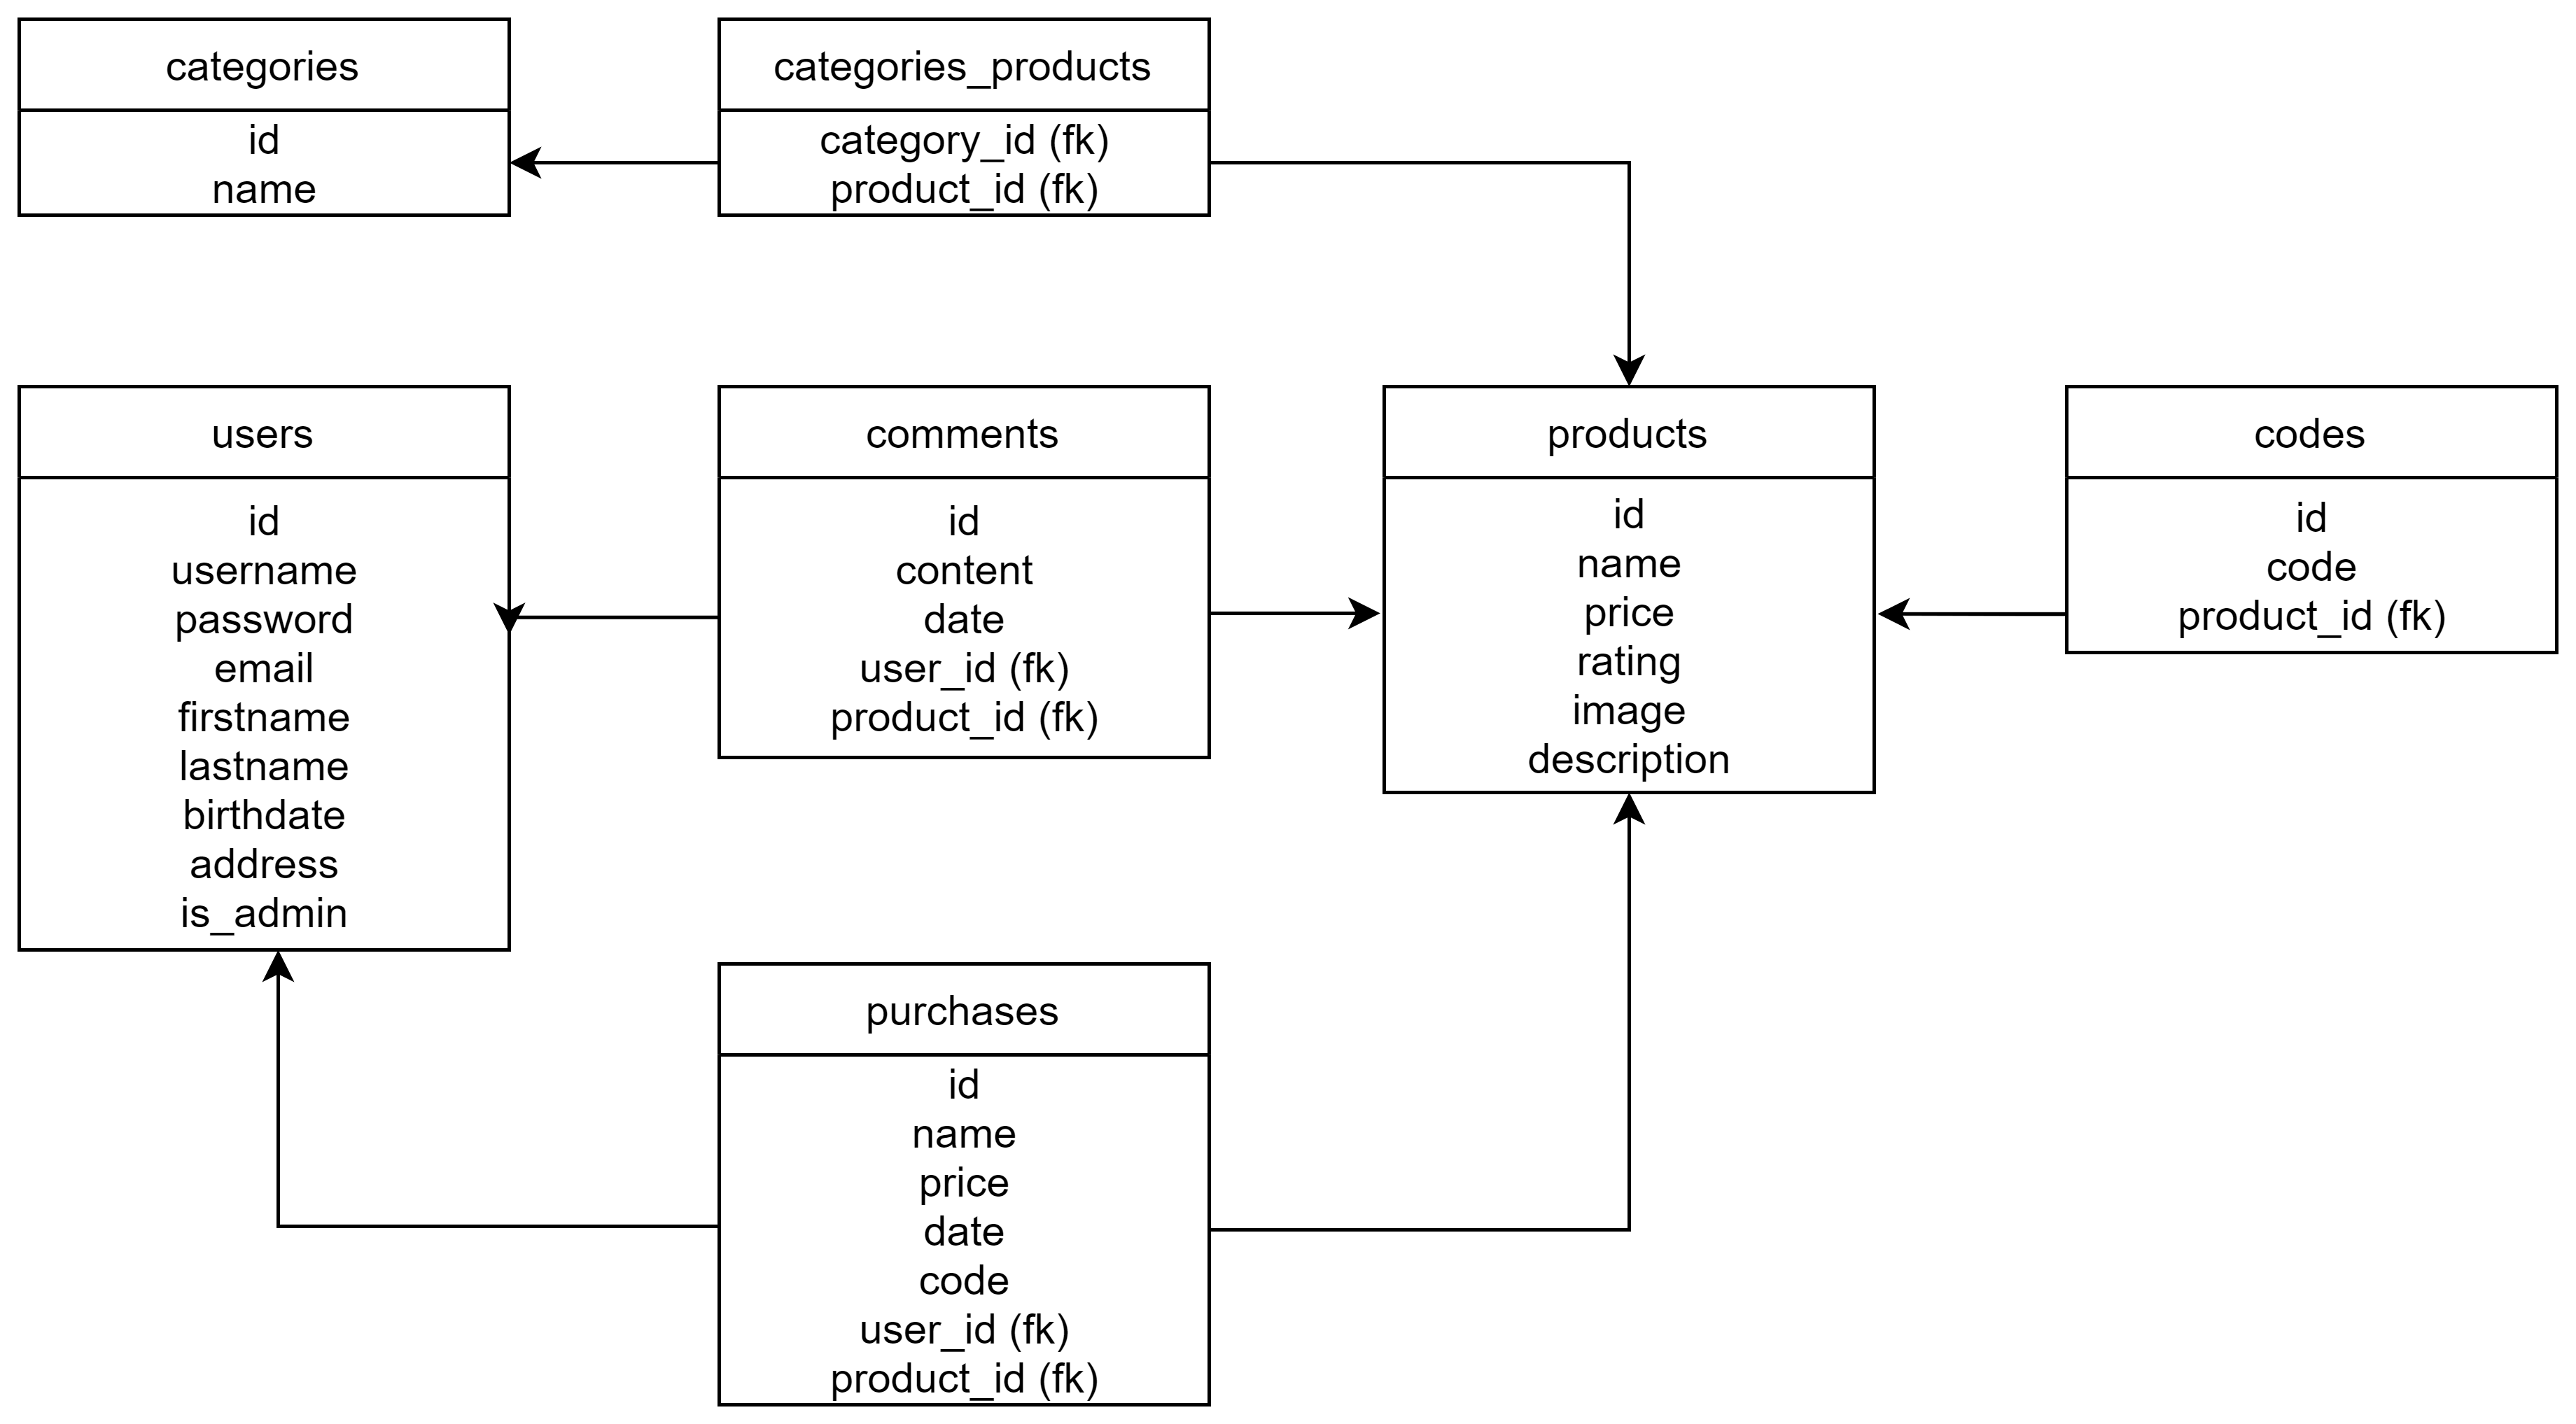 categories
id
name
categories_products
category_id (fk)
product_id (fk)
users
id
username
password
email
firstname
lastname
birthdate
address
is_admin
comments
id
content
date
user_id (fk)
product_id (fk)
products
id
name
price
rating
image
description
codes
id
code
product_id (fk)
purchases
id
name
price
date
code
user_id (fk)
product_id (fk)